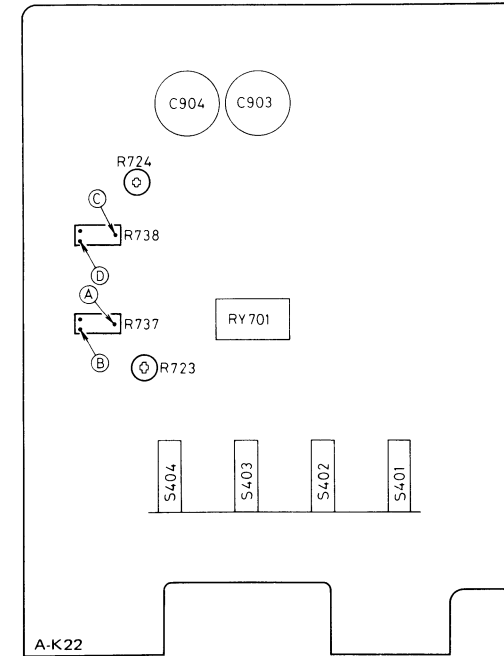 C904 C903
R724
C
R738
D
A
R737
RY701
B
R723
S404 S403 S402 S401
A-K22